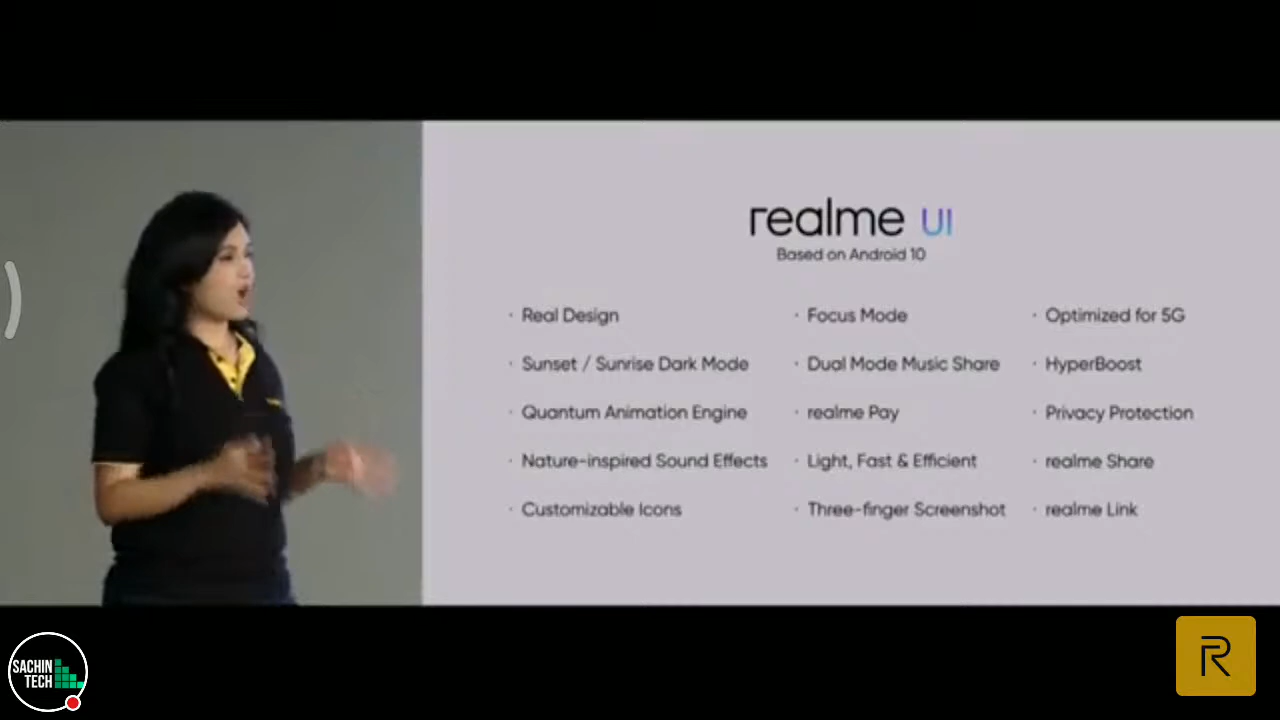 realme UI
Based on Android 10
· Real Design
· Sunset / Sunrise Dark Mode
· Quantum Animation Engine
· Nature-inspired Sound Effects
· Customizable Icons
· Focus Mode
· Dual Mode Music Share
· realme Pay
· Light, Fast & Efficient
· Three-finger Screenshot
· Optimized for 5G
· HyperBoost
· Privacy Protection
· realme Share
· realme Link
SACHIN
TECH
R